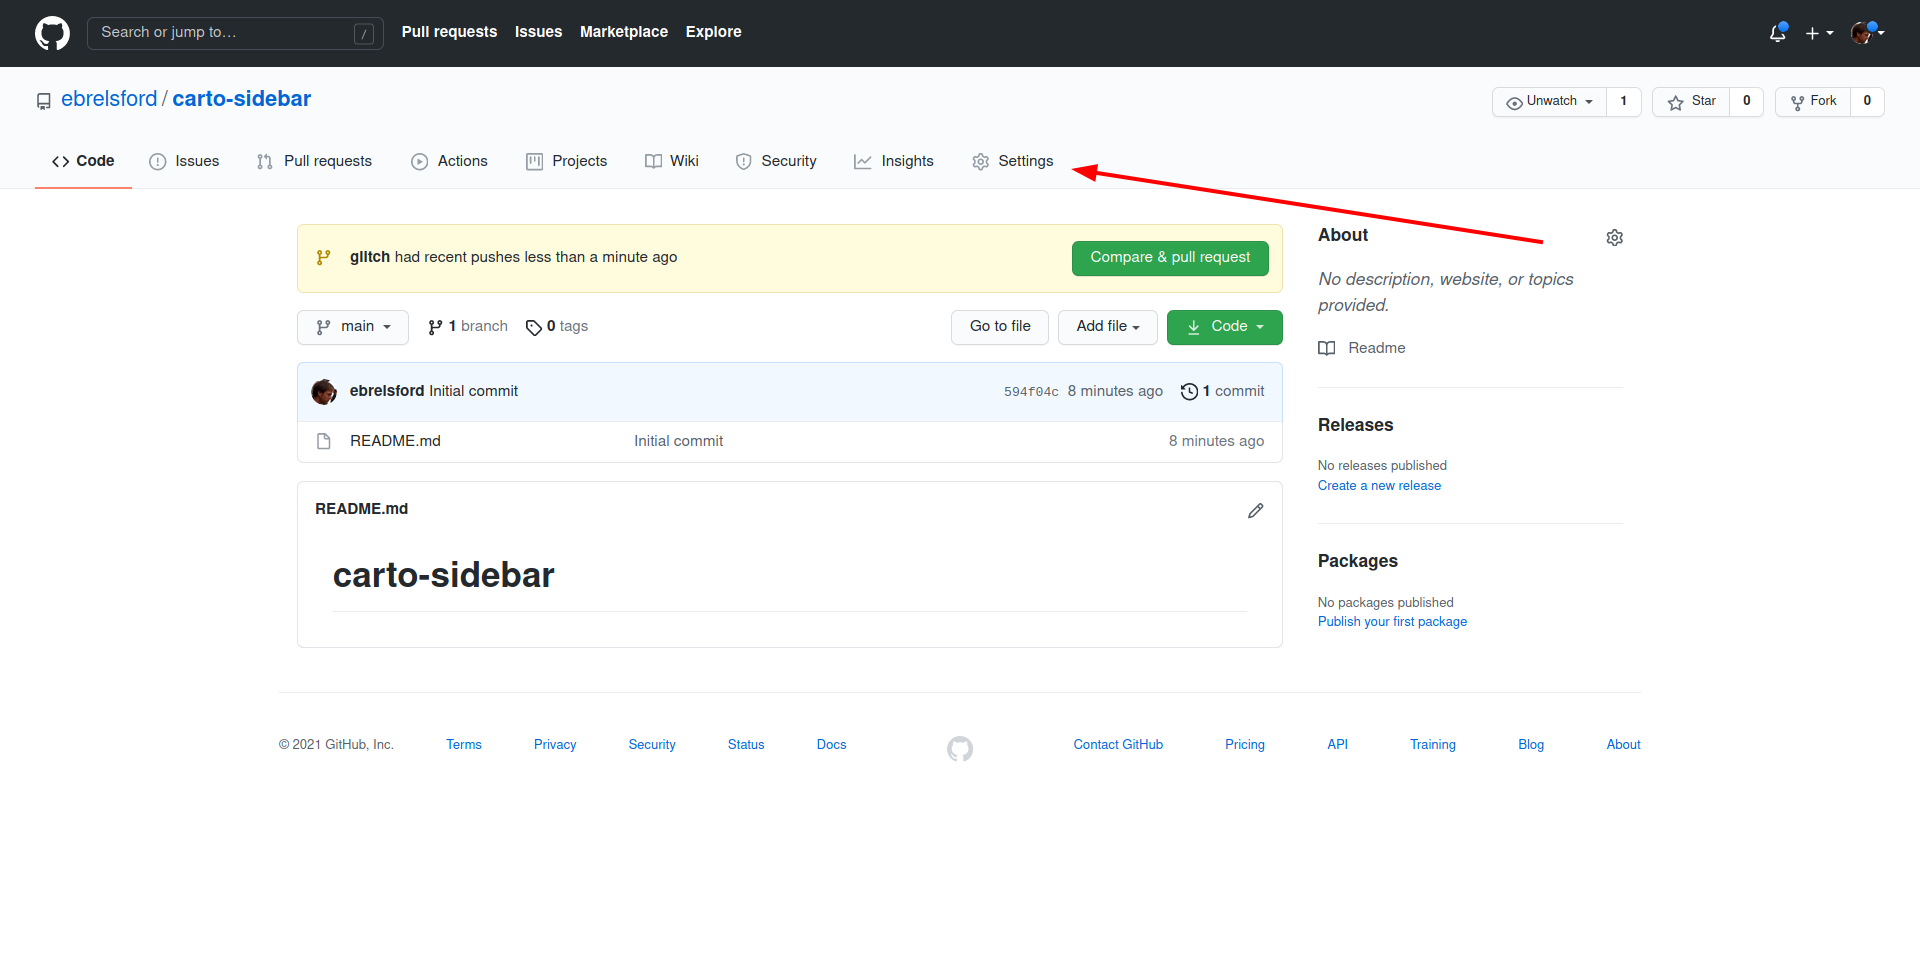 Search or jump to… /
Pull requests Issues Marketplace Explore
ebrelsford / carto-sidebar
Unwatch 1 Star 0 Fork 0
Code Issues Pull requests Actions Projects Wiki Security Insights Settings
glitch had recent pushes less than a minute ago
Compare & pull request
main 1 branch 0 tags
Go to file Add file Code
ebrelsford Initial commit 594f04c 8 minutes ago 1 commit
README.md Initial commit 8 minutes ago
README.md
carto-sidebar
About
No description, website, or topics
provided.
Readme
Releases
No releases published
Create a new release
Packages
No packages published
Publish your first package
© 2021 GitHub, Inc. Terms Privacy Security Status Docs Contact GitHub Pricing API Training Blog About